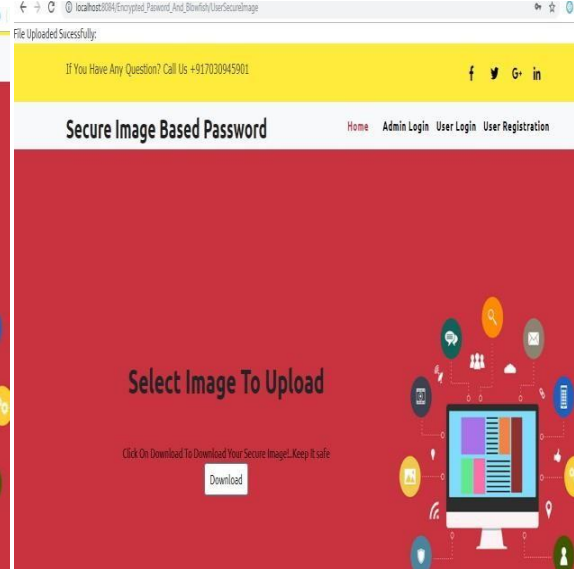 localhost:8084/Encrypted_Pasword_And_Blowfish/UserSecureImage
File Uploaded Sucessfully:
If You Have Any Question? Call Us +917030945901
f G+ in
Secure Image Based Password
Home Admin Login User Login User Registration
Select Image To Upload
Click On Download To Download Your Secure Image!..Keep It safe
Download